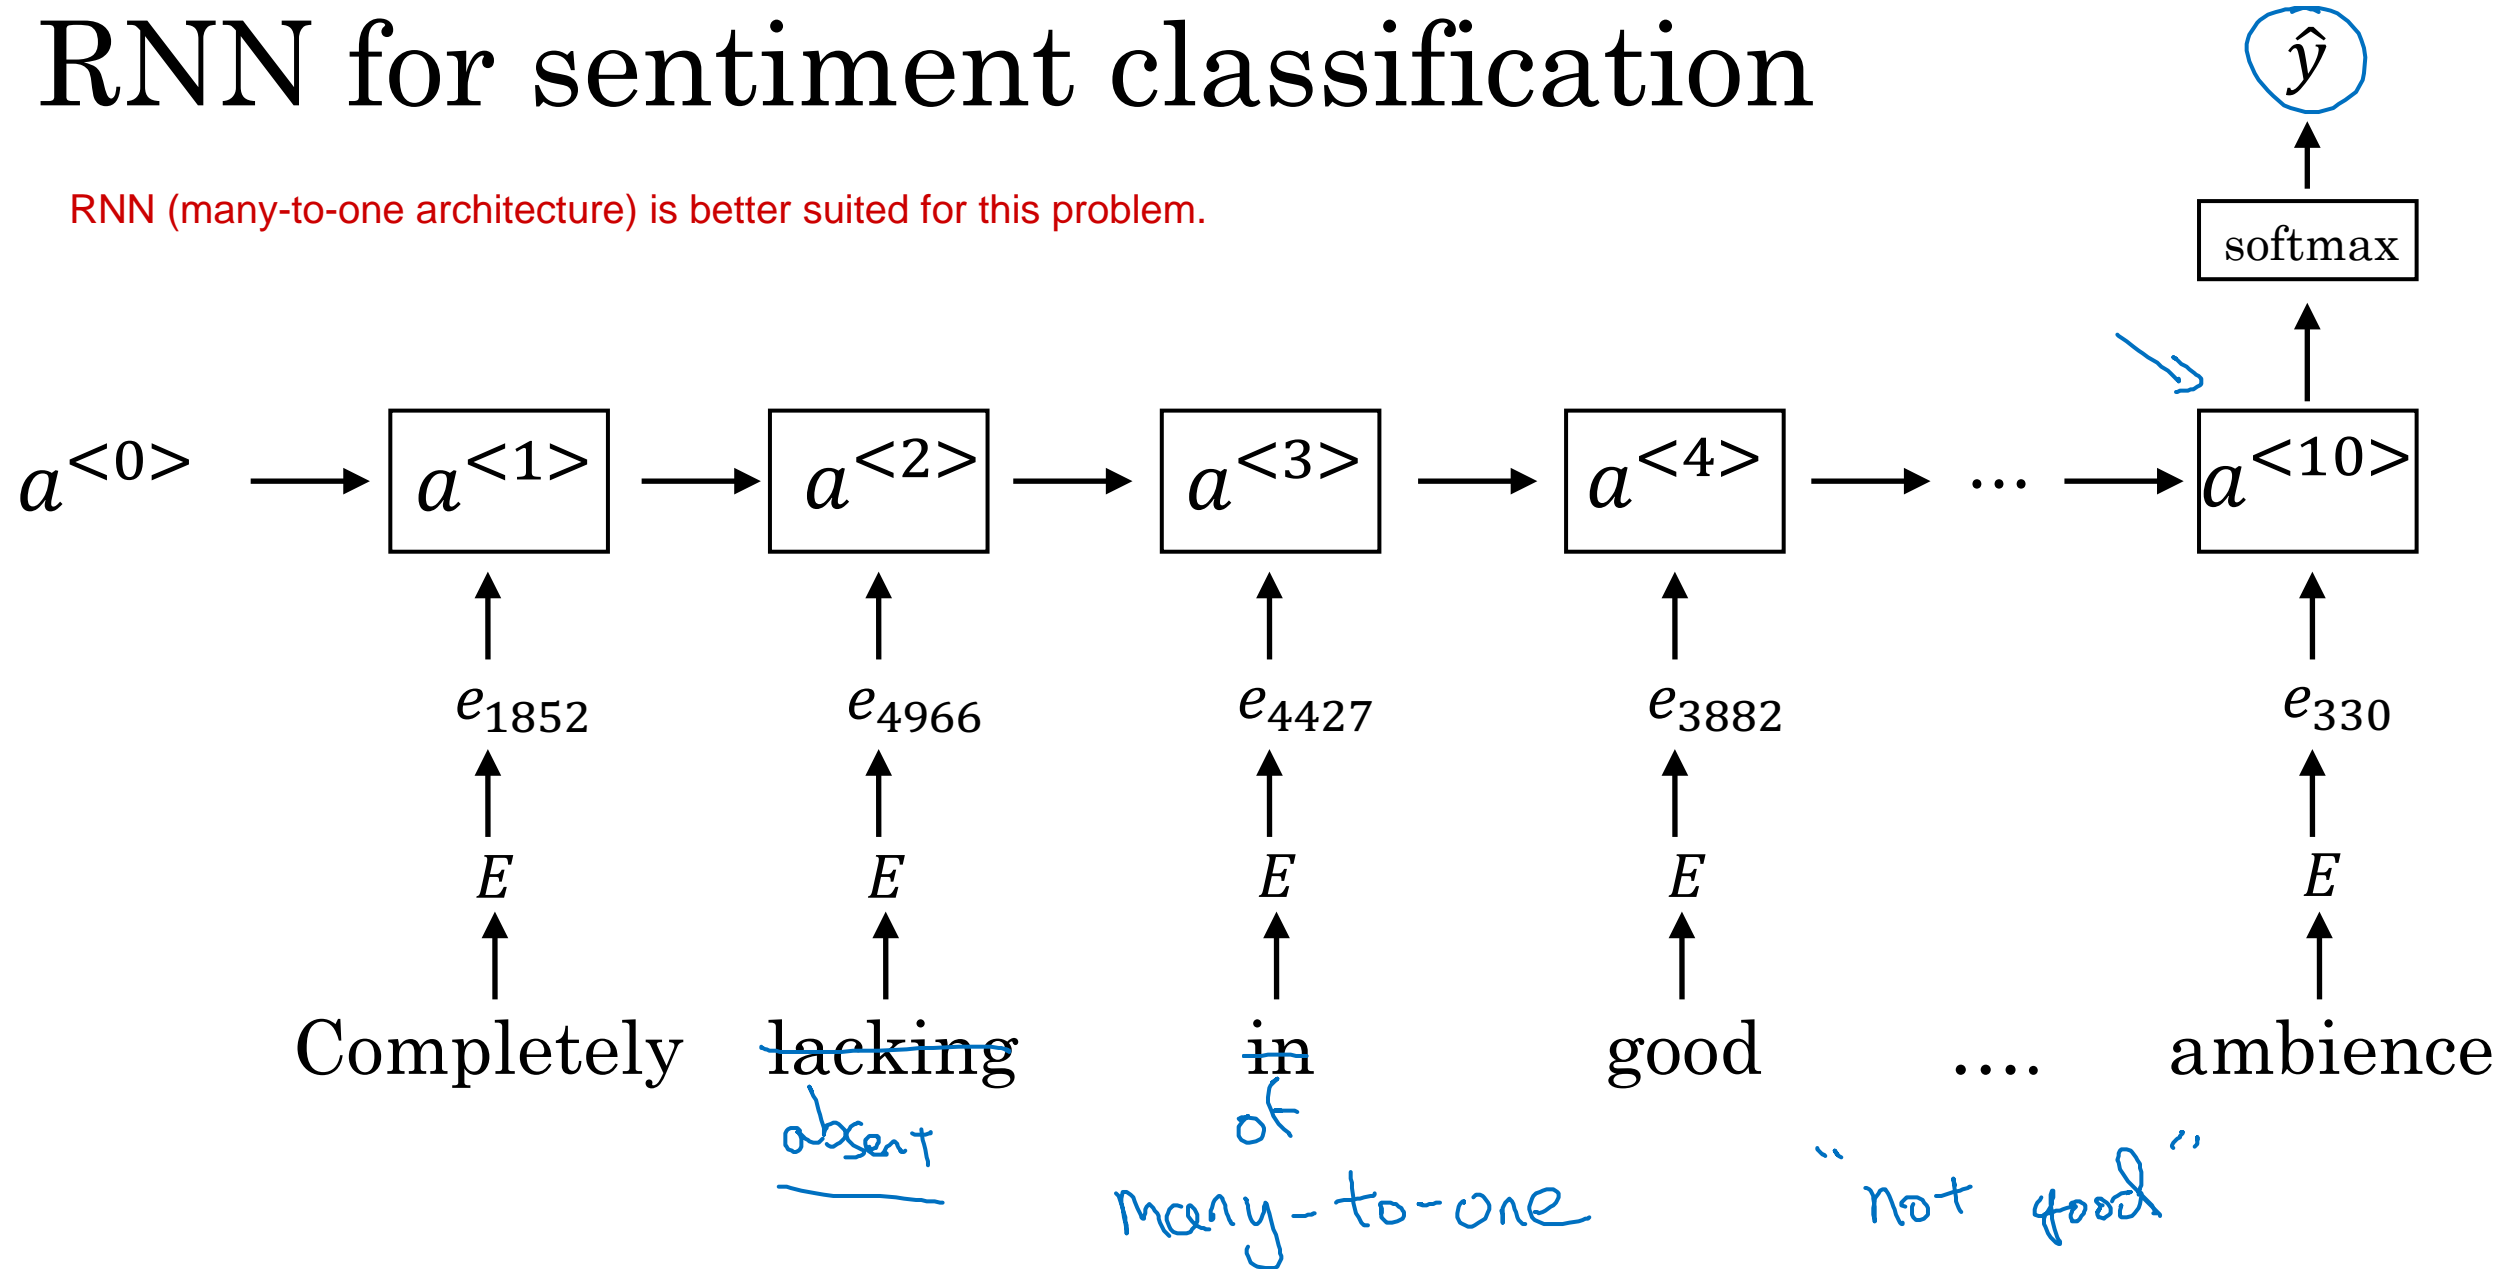 RNN for sentiment classification
ŷ
RNN (many-to-one architecture) is better suited for this problem.
softmax
a<0> a<1> a<2> a<3> a<4> ... a<10>
e1852 e4966 e4427 e3882 e330
E E E E E
Completely lacking in good .... ambience
absent of
many-to-one "not good"